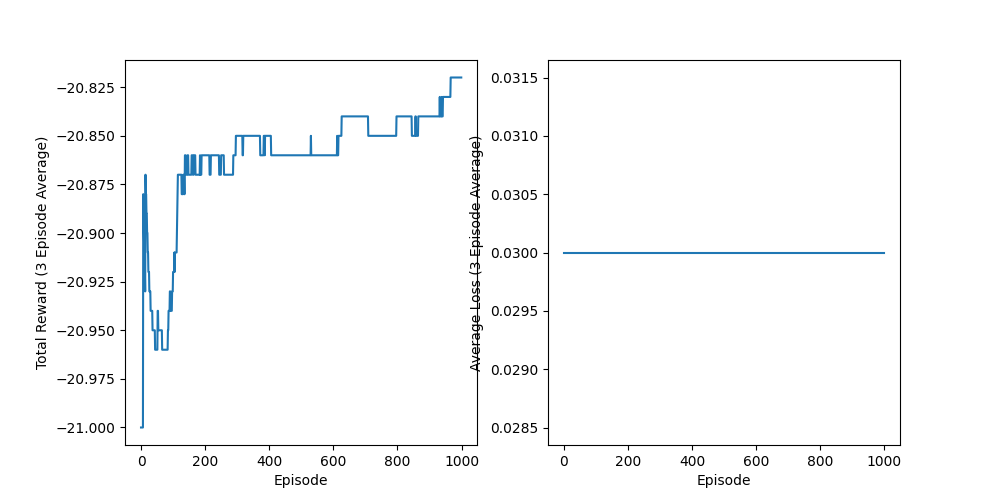 Total Reward (3 Episode Average)
−20.825
−20.850
−20.875
−20.900
−20.925
−20.950
−20.975
−21.000
0 200 400 600 800 1000
Episode
Average Loss (3 Episode Average)
0.0315
0.0310
0.0305
0.0300
0.0295
0.0290
0.0285
0 200 400 600 800 1000
Episode